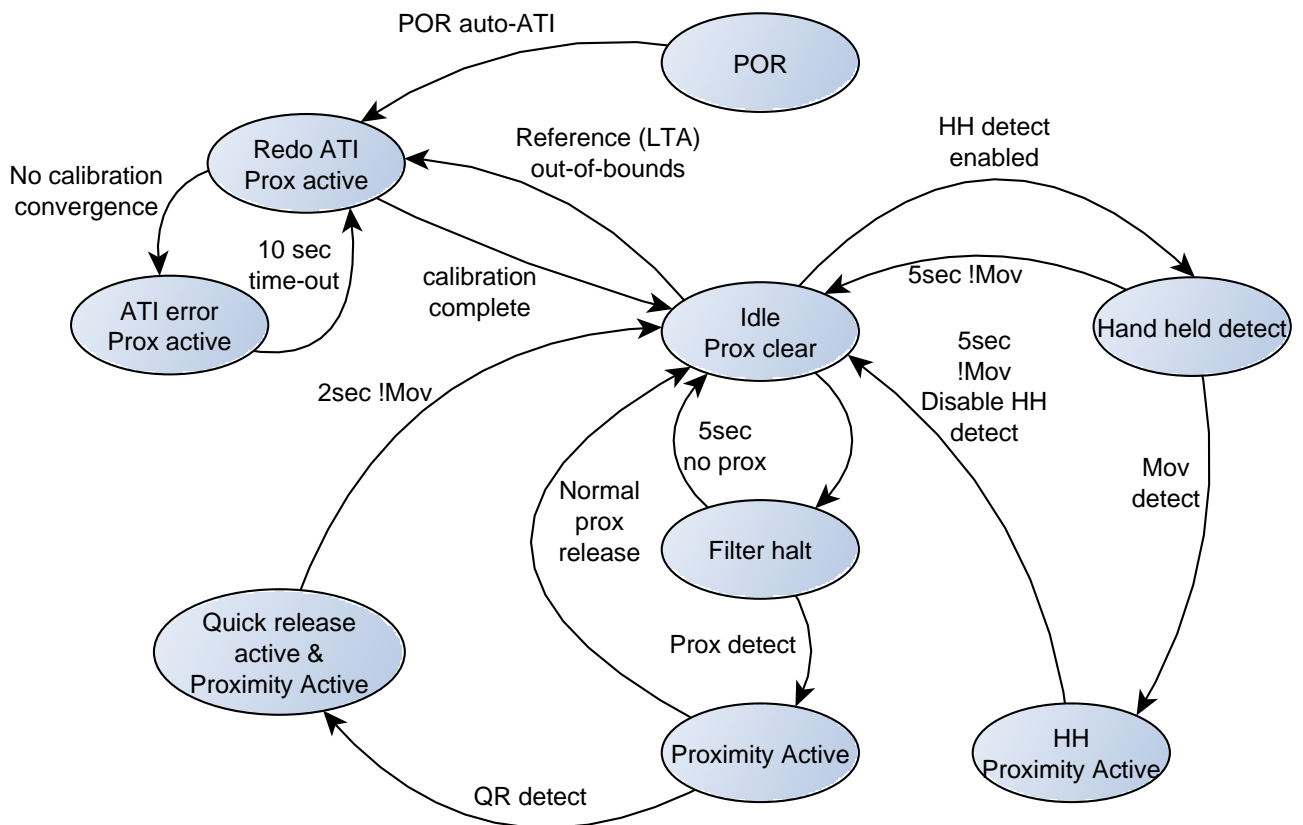 POR auto-ATI
POR
Redo ATI
Prox active
Reference (LTA)
out-of-bounds
HH detect
enabled
No calibration
convergence
10 sec
time-out
calibration
complete
ATI error
Prox active
Idle
Prox clear
5sec !Mov
Hand held detect
2sec !Mov
5sec
!Mov
Disable HH
detect
5sec
no prox
Mov
detect
Normal
prox
release
Filter halt
Quick release
active &
Proximity Active
Prox detect
Proximity Active
HH
Proximity Active
QR detect